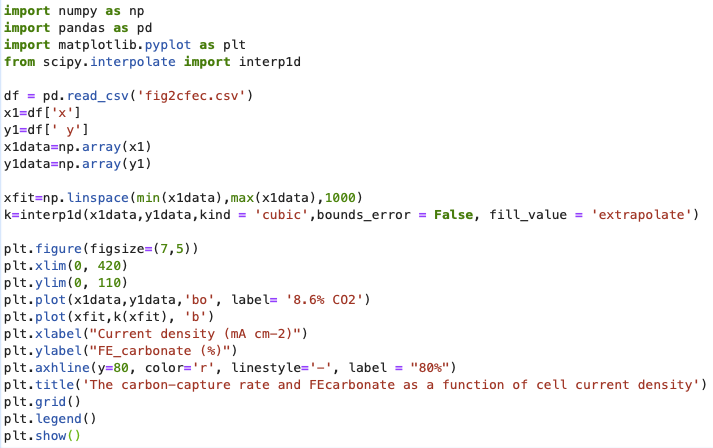 import numpy as np
import pandas as pd
import matplotlib.pyplot as plt
from scipy.interpolate import interp1d

df = pd.read_csv('fig2cfec.csv')
x1=df['x']
y1=df[' y']
x1data=np.array(x1)
y1data=np.array(y1)

xfit=np.linspace(min(x1data),max(x1data),1000)
k=interp1d(x1data,y1data,kind = 'cubic',bounds_error = False, fill_value = 'extrapolate')

plt.figure(figsize=(7,5))
plt.xlim(0, 420)
plt.ylim(0, 110)
plt.plot(x1data,y1data,'bo', label= '8.6% CO2')
plt.plot(xfit,k(xfit), 'b')
plt.xlabel("Current density (mA cm-2)")
plt.ylabel("FE_carbonate (%)")
plt.axhline(y=80, color='r', linestyle='-', label = "80%")
plt.title('The carbon-capture rate and FEcarbonate as a function of cell current density')
plt.grid()
plt.legend()
plt.show()